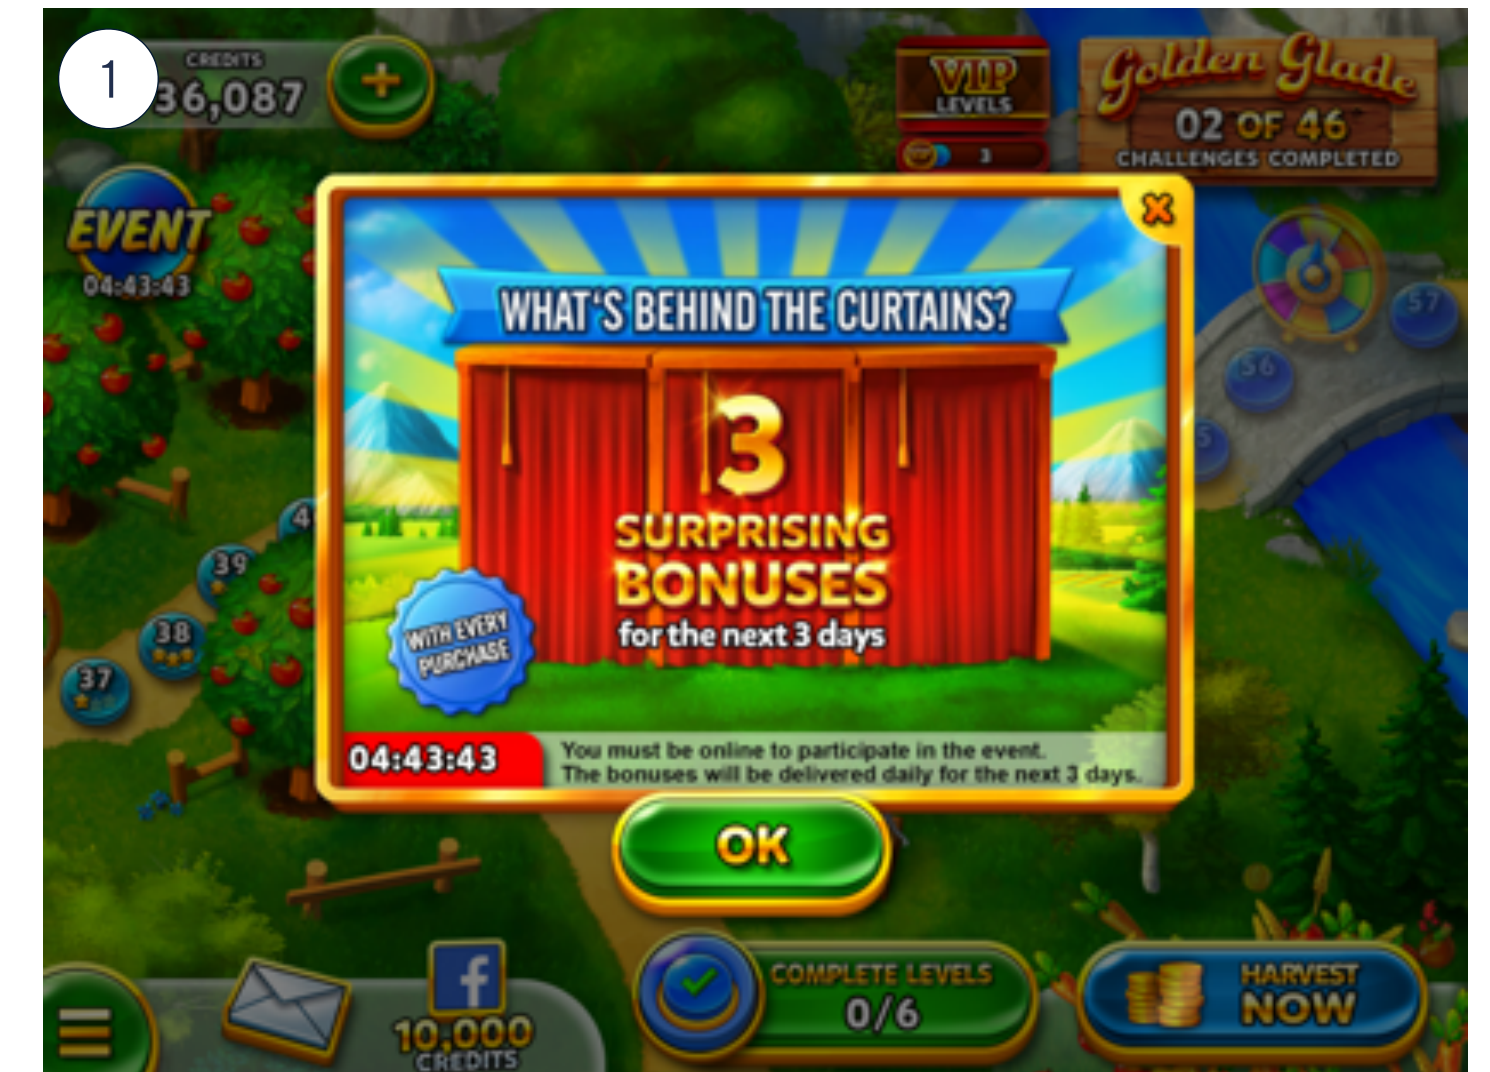 1
CREDITS
36,087
VIP
LEVELS
3
Golden Glade
02 OF 46
CHALLENGES COMPLETED
EVENT
04:43:43
57
56
5
WHAT'S BEHIND THE CURTAINS?
3
SURPRISING
BONUSES
for the next 3 days
WITH EVERY
PURCHASE
4
39
38
37
04:43:43
You must be online to participate in the event.
The bonuses will be delivered daily for the next 3 days.
OK
10,000
CREDITS
COMPLETE LEVELS
0/6
HARVEST
NOW